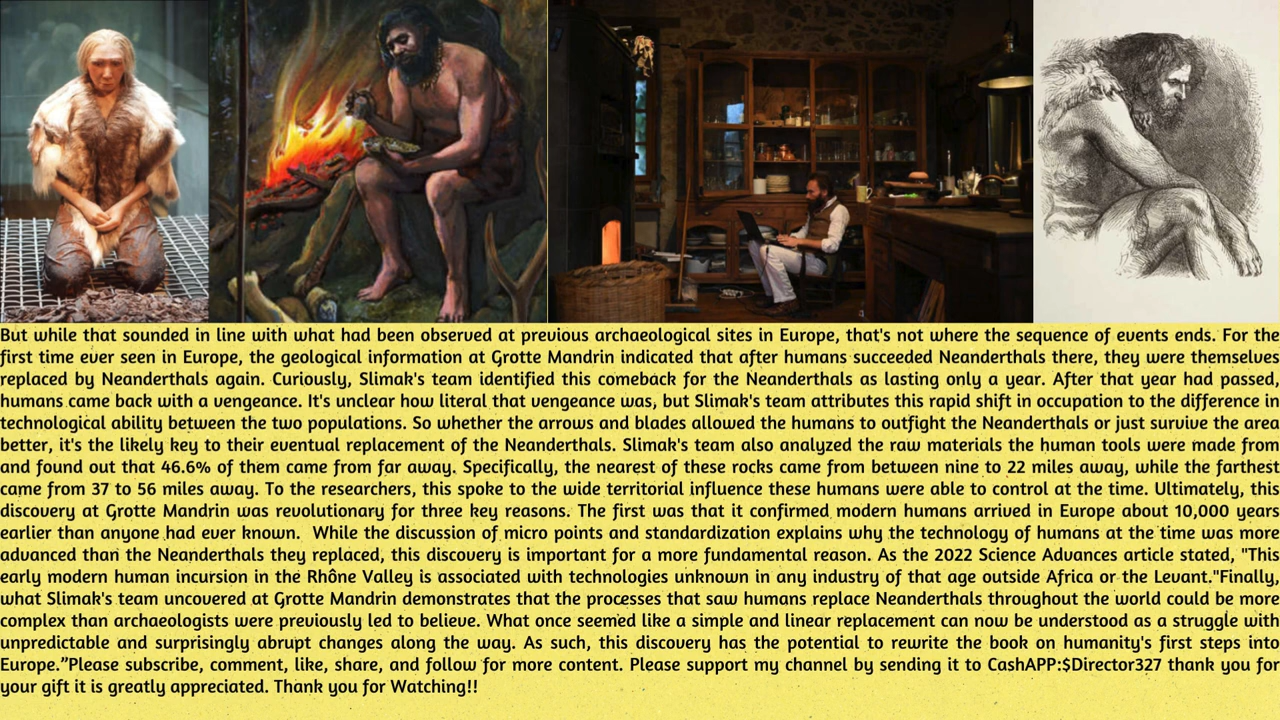 But while that sounded in line with what had been observed at previous archaeological sites in Europe, that's not where the sequence of events ends. For the
first time ever seen in Europe, the geological information at Grotte Mandrin indicated that after humans succeeded Neanderthals there, they were themselves
replaced by Neanderthals again. Curiously, Slimak's team identified this comeback for the Neanderthals as lasting only a year. After that year had passed,
humans came back with a vengeance. It's unclear how literal that vengeance was, but Slimak's team attributes this rapid shift in occupation to the difference in
technological ability between the two populations. So whether the arrows and blades allowed the humans to outfight the Neanderthals or just survive the area
better, it's the likely key to their eventual replacement of the Neanderthals. Slimak's team also analyzed the raw materials the human tools were made from
and found out that 46.6% of them came from far away. Specifically, the nearest of these rocks came from between nine to 22 miles away, while the farthest
came from 37 to 56 miles away. To the researchers, this spoke to the wide territorial influence these humans were able to control at the time. Ultimately, this
discovery at Grotte Mandrin was revolutionary for three key reasons. The first was that it confirmed modern humans arrived in Europe about 10,000 years
earlier than anyone had ever known.  While the discussion of micro points and standardization explains why the technology of humans at the time was more
advanced than the Neanderthals they replaced, this discovery is important for a more fundamental reason. As the 2022 Science Advances article stated, "This
early modern human incursion in the Rhône Valley is associated with technologies unknown in any industry of that age outside Africa or the Levant."Finally,
what Slimak's team uncovered at Grotte Mandrin demonstrates that the processes that saw humans replace Neanderthals throughout the world could be more
complex than archaeologists were previously led to believe. What once seemed like a simple and linear replacement can now be understood as a struggle with
unpredictable and surprisingly abrupt changes along the way. As such, this discovery has the potential to rewrite the book on humanity's first steps into
Europe.”Please subscribe, comment, like, share, and follow for more content. Please support my channel by sending it to CashAPP:$Director327 thank you for
your gift it is greatly appreciated. Thank you for Watching!!